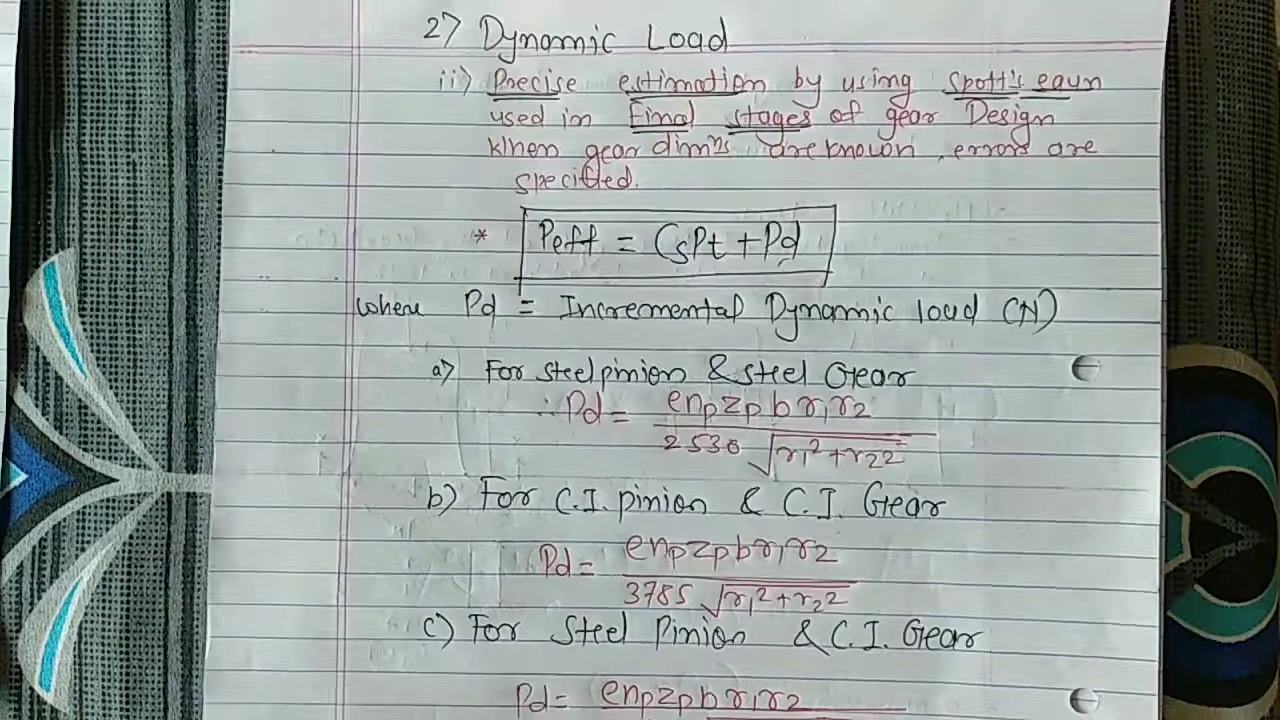 2) Dynamic Load
ii) Precise estimation by using Spott's equn
used in Final stages of gear Design
When gear dimns are known, errors are
specified.
* Peff = CsPt + Pd
where Pd = Incremental Dynamic load (N)
a) For steel pinion & steel Gear
∴ Pd = enpzpbr1r2 / 2530 √r1²+r2²
b) For C.I. pinion & C.I. Gear
Pd = enpzpbr1r2 / 3785 √r1²+r2²
c) For Steel Pinion & C.I. Gear
Pd = enpzpbr1r2